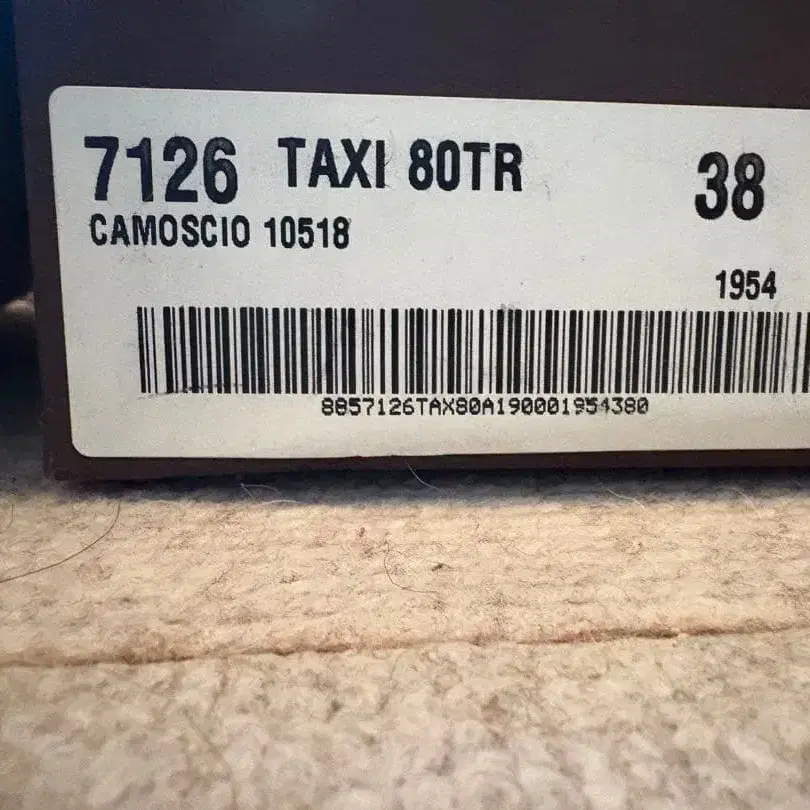 7126 TAXI 80TR 38
CAMOSCIO 10518
1954
8857126TAX80A190001954380